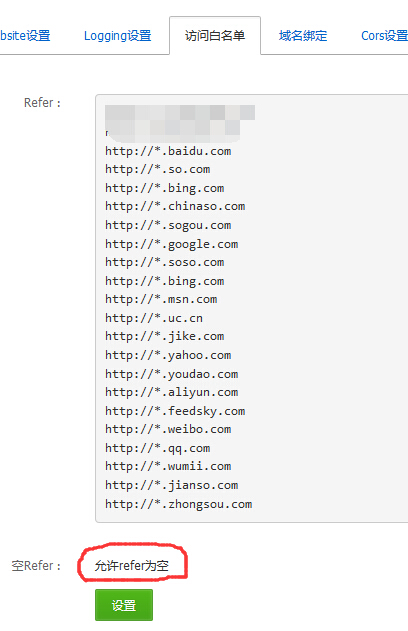 bsite设置 Logging设置 访问白名单 域名绑定 Cors设置
Refer :
http://*.baidu.com
http://*.so.com
http://*.bing.com
http://*.chinaso.com
http://*.sogou.com
http://*.google.com
http://*.soso.com
http://*.bing.com
http://*.msn.com
http://*.uc.cn
http://*.jike.com
http://*.yahoo.com
http://*.youdao.com
http://*.aliyun.com
http://*.feedsky.com
http://*.weibo.com
http://*.qq.com
http://*.wumii.com
http://*.jianso.com
http://*.zhongsou.com
空Refer : 允许refer为空
设置